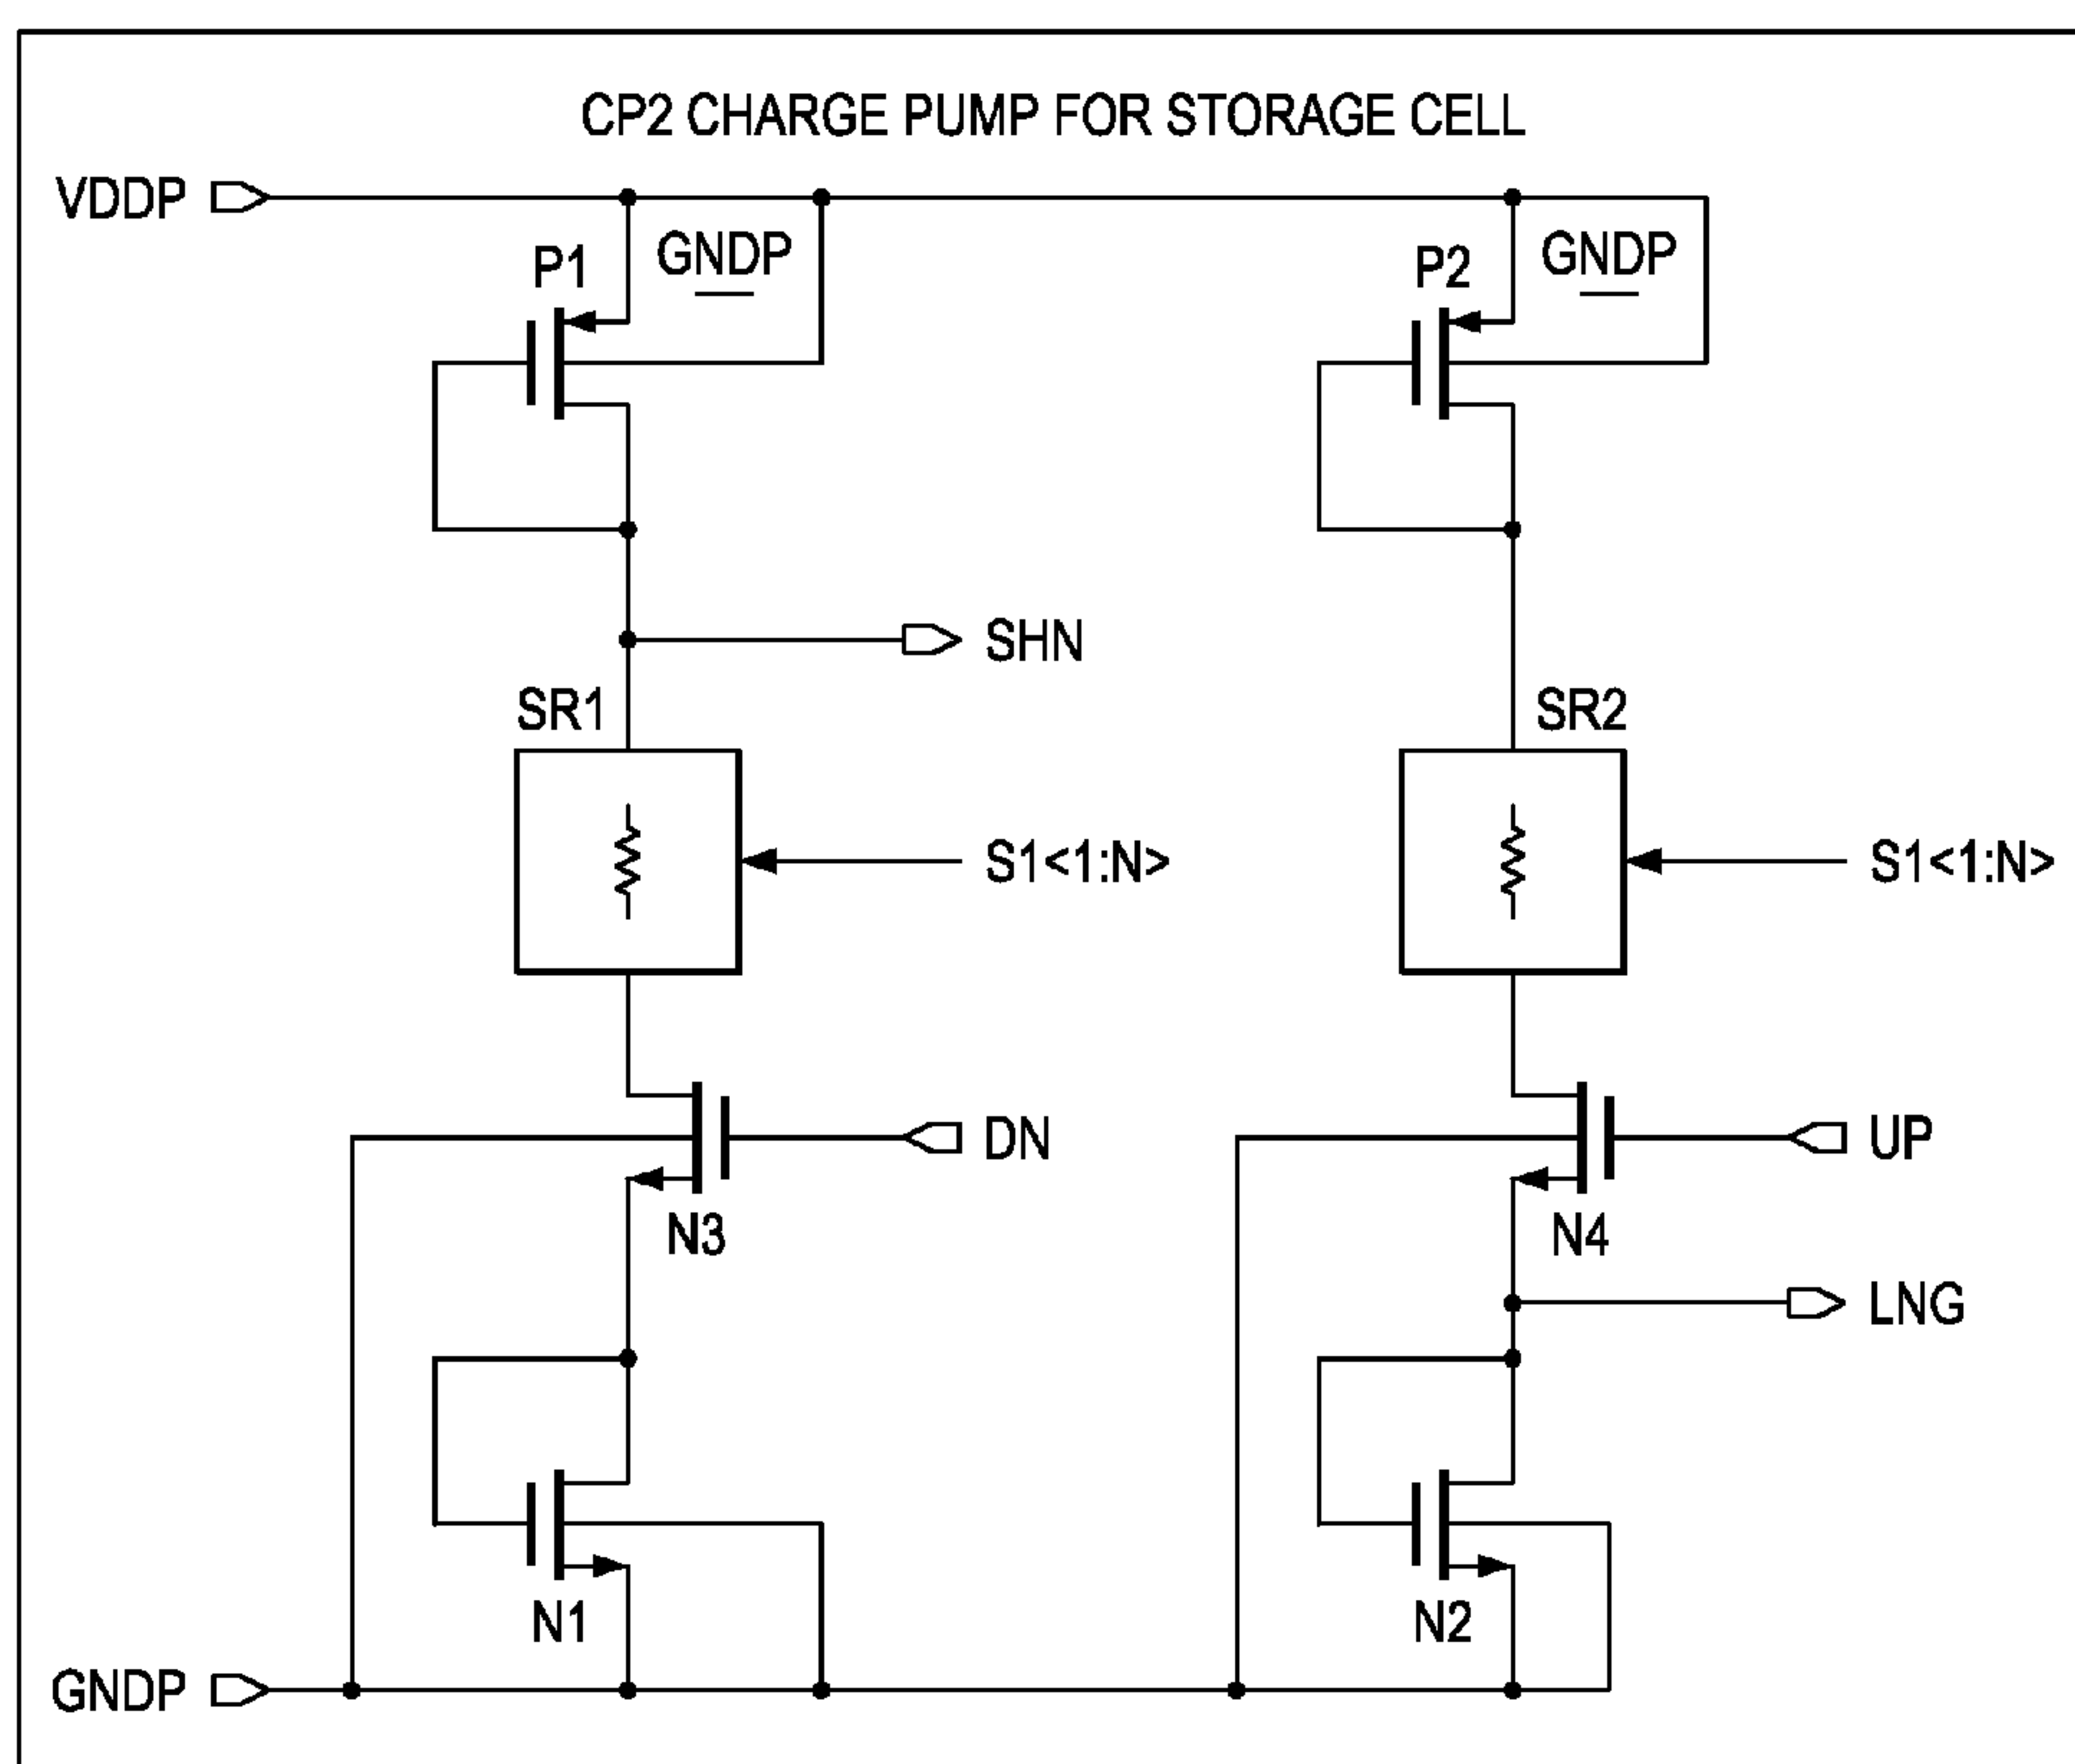 CP2 CHARGE PUMP FOR STORAGE CELL
VDDP
P1
GNDP
P2
GNDP
SHN
SR1
SR2
S1<1:N>
S1<1:N>
DN
UP
N3
N4
LNG
N1
N2
GNDP